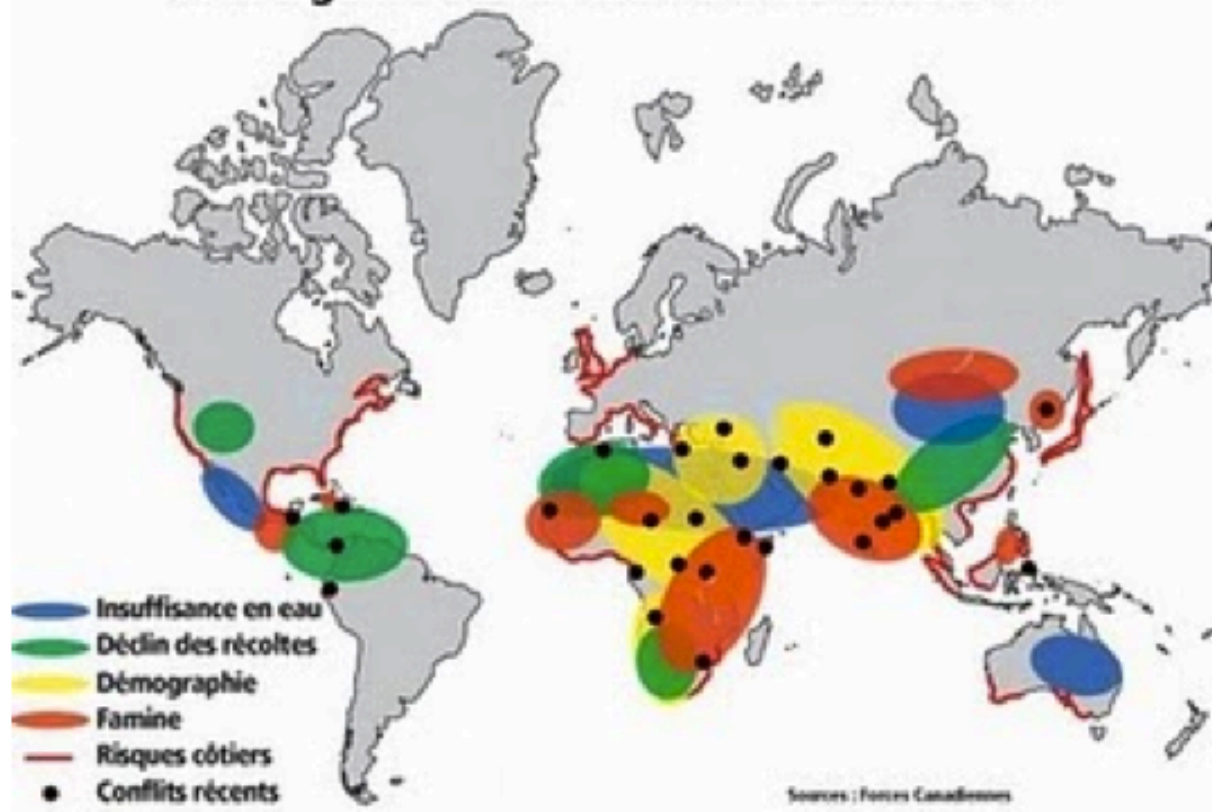 Insuffisance en eau
Déclin des récoltes
Démographie
Famine
Risques côtiers
Conflits récents
Sources : Forces Canadiennes